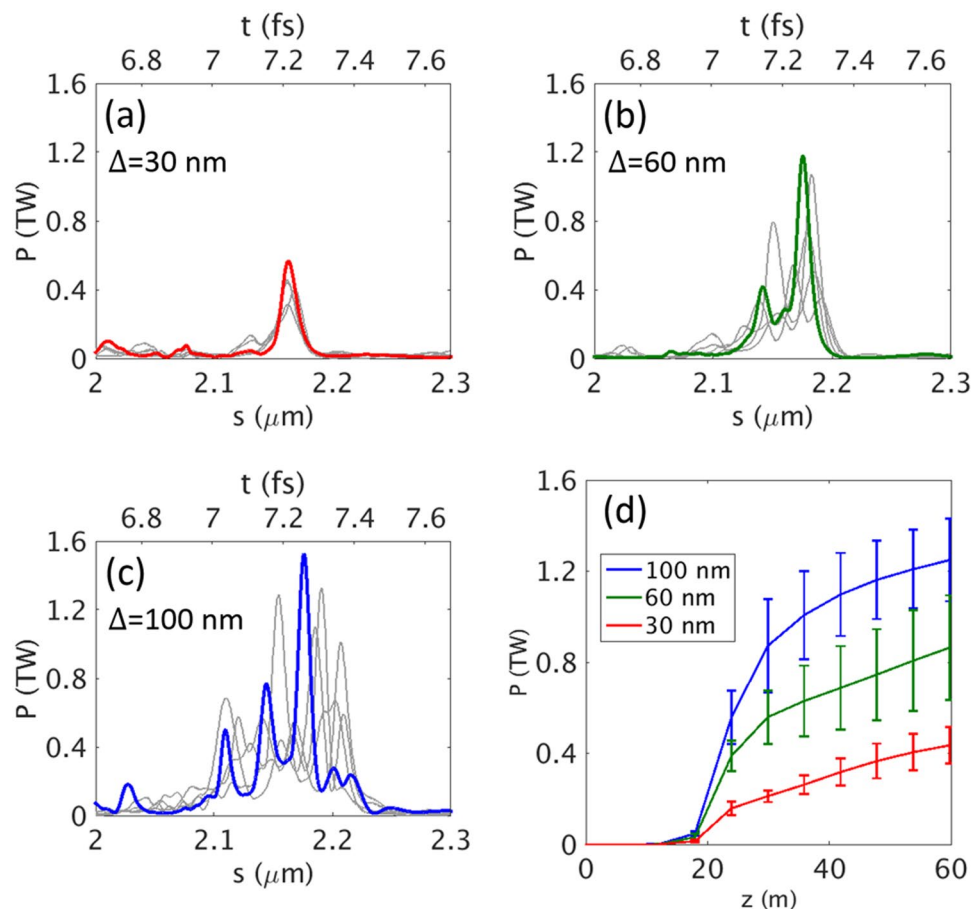 t (fs)
6.8 7 7.2 7.4 7.6
1.6
1.2
0.8
0.4
0
P (TW)
(a)
Δ=30 nm
2 2.1 2.2 2.3
s (μm)
t (fs)
6.8 7 7.2 7.4 7.6
1.6
1.2
0.8
0.4
0
P (TW)
(b)
Δ=60 nm
2 2.1 2.2 2.3
s (μm)
t (fs)
6.8 7 7.2 7.4 7.6
1.6
1.2
0.8
0.4
0
P (TW)
(c)
Δ=100 nm
2 2.1 2.2 2.3
s (μm)
1.6
1.2
0.8
0.4
0
P (TW)
(d)
100 nm
60 nm
30 nm
0 20 40 60
z (m)